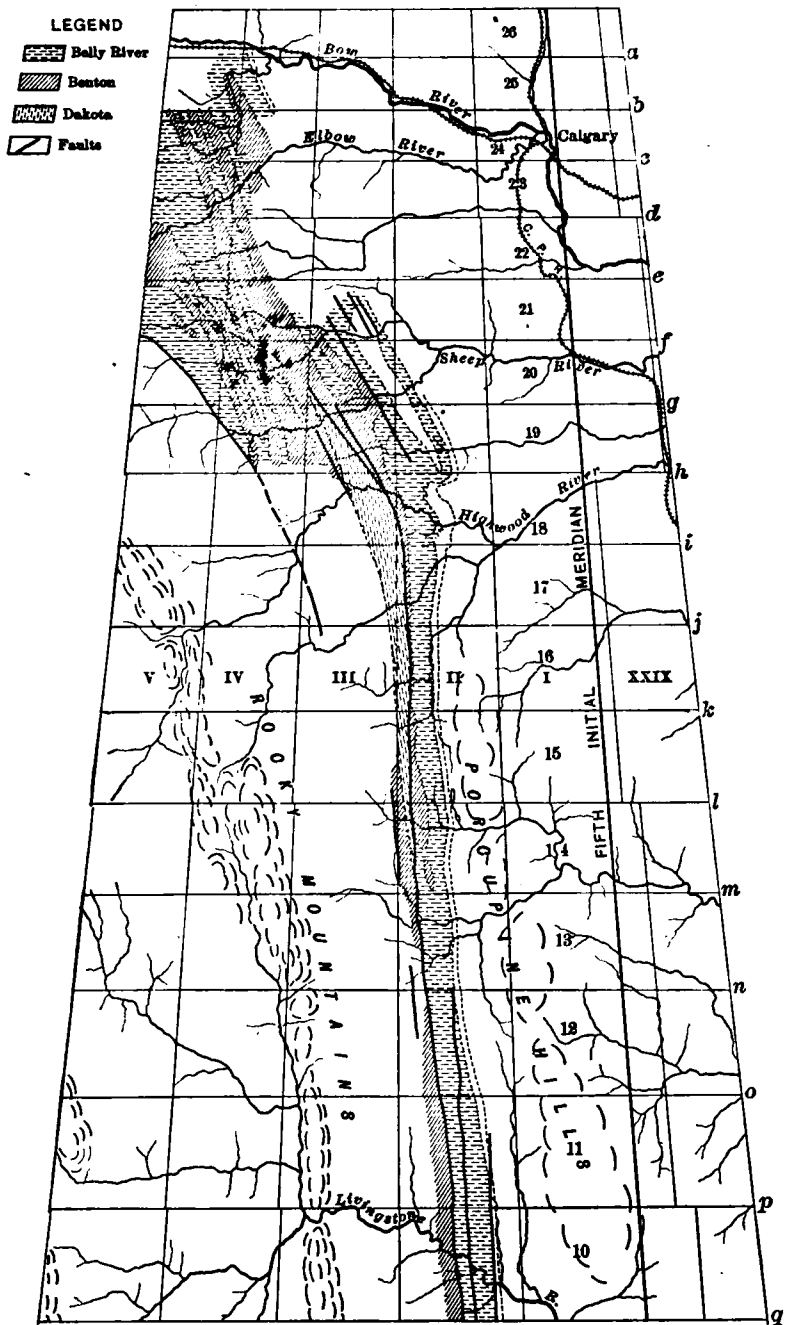 LEGEND
Belly River
Benton
Dakota
Faults
26
a
Bow
25
River
b
Calgary
Elbow River
24
c
23
d
C. P. R.
22
e
21
f
Sheep River
20
g
19
h
Highwood River
18
i
17
j
16
V IV III II I XXIX
k
15
l
14
m
13
n
12
o
11
p
Livingstone R.
10
q
ROCKY MOUNTAINS
PORCUPINE HILLS
FIFTH INITIAL MERIDIAN